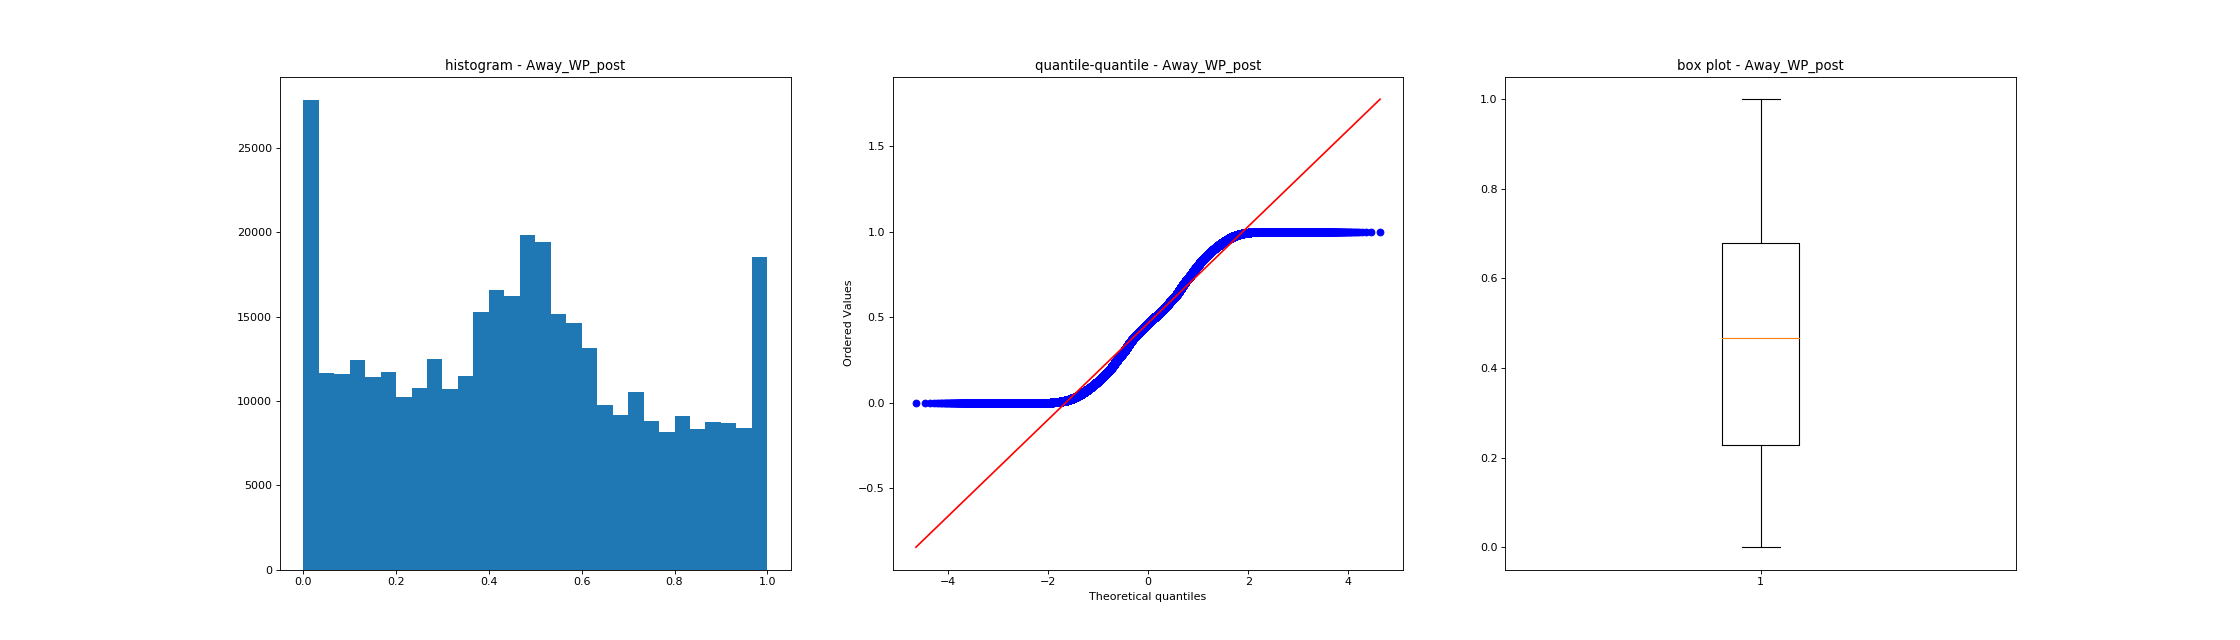 histogram - Away_WP_post
25000
20000
15000
10000
5000
0
0.0 0.2 0.4 0.6 0.8 1.0
quantile-quantile - Away_WP_post
Ordered Values
1.5
1.0
0.5
0.0
−0.5
−4 −2 0 2 4
Theoretical quantiles
box plot - Away_WP_post
1.0
0.8
0.6
0.4
0.2
0.0
1